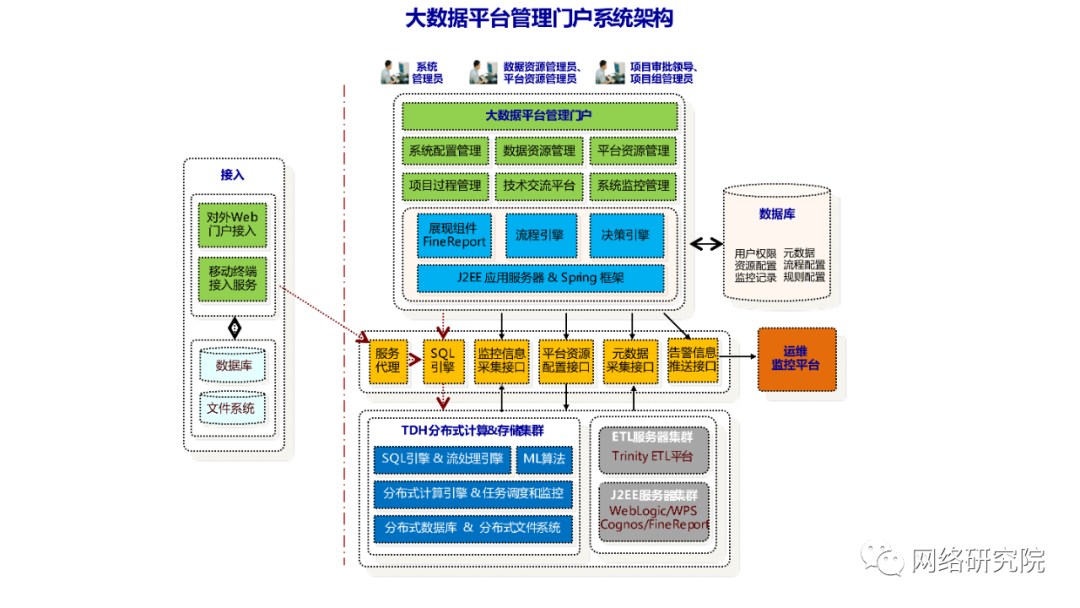 大数据平台管理门户系统架构
系统
管理员
数据资源管理员、
平台资源管理员
项目审批领导、
项目组管理员
大数据平台管理门户
系统配置管理
数据资源管理
平台资源管理
项目过程管理
技术交流平台
系统监控管理
展现组件
FineReport
流程引擎
决策引擎
J2EE 应用服务器 & Spring 框架
接入
对外Web
门户接入
移动终端
接入服务
数据库
文件系统
数据库
用户权限 元数据
资源配置 流程配置
监控记录 规则配置
服务
代理
SQL
引擎
监控信息
采集接口
平台资源
配置接口
元数据
采集接口
告警信息
推送接口
运维
监控平台
TDH分布式计算&存储集群
SQL引擎 & 流处理引擎
ML算法
分布式计算引擎 & 任务调度和监控
分布式数据库 & 分布式文件系统
ETL服务器集群
Trinity ETL平台
J2EE服务器集群
WebLogic/WPS
Cognos/FineReport
网络研究院